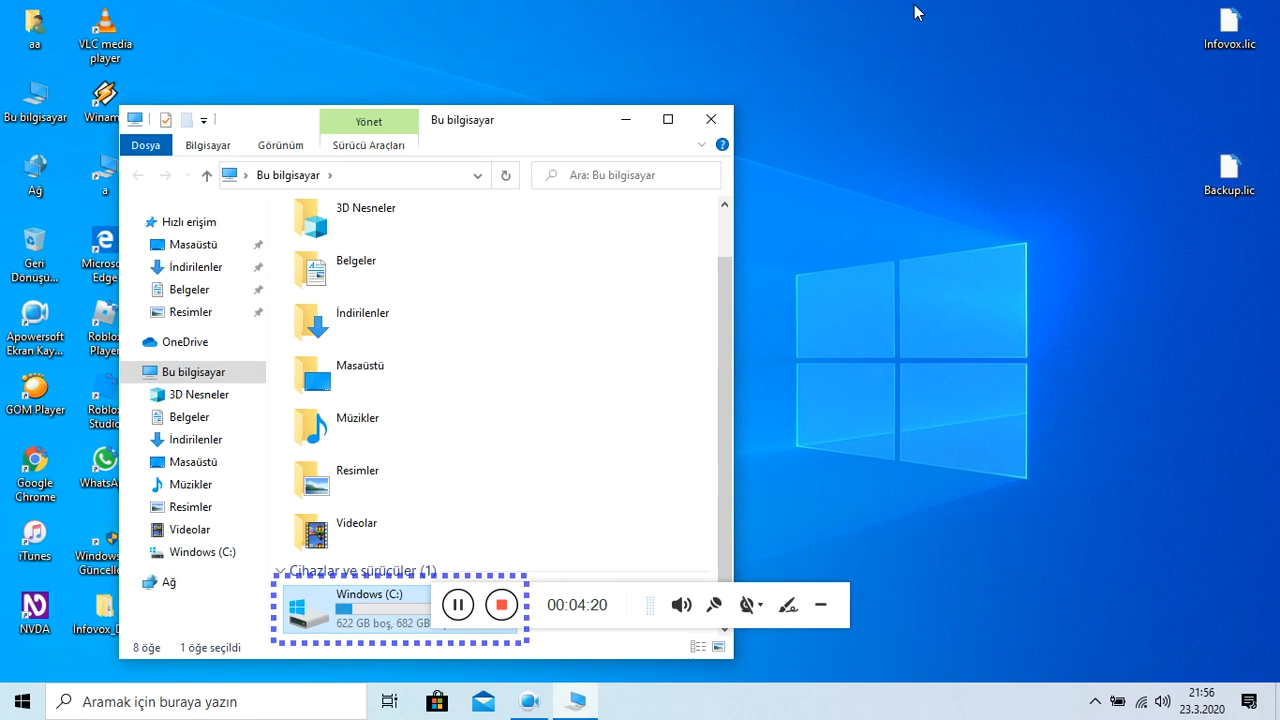 aa
VLC media
player
Infovox.lic
Bu bilgisayar
Winam
Ağ
a
Backup.lic
Geri
Dönüşü...
Microso
Edge
Apowersoft
Ekran Kay...
Roblox
Player
GOM Player
Roblox
Studio
Google
Chrome
WhatsA
iTunes
Windows
Güncelle
NVDA
Infovox_D
Yönet
Bu bilgisayar
Dosya
Bilgisayar
Görünüm
Sürücü Araçları
Bu bilgisayar
Ara: Bu bilgisayar
Hızlı erişim
Masaüstü
İndirilenler
Belgeler
Resimler
OneDrive
Bu bilgisayar
3D Nesneler
Belgeler
İndirilenler
Masaüstü
Müzikler
Resimler
Videolar
Windows (C:)
Ağ
3D Nesneler
Belgeler
İndirilenler
Masaüstü
Müzikler
Resimler
Videolar
Cihazlar ve sürücüler (1)
Windows (C:)
622 GB boş, 682 GB
00:04:20
8 öğe
1 öğe seçildi
Aramak için buraya yazın
21:56
23.3.2020